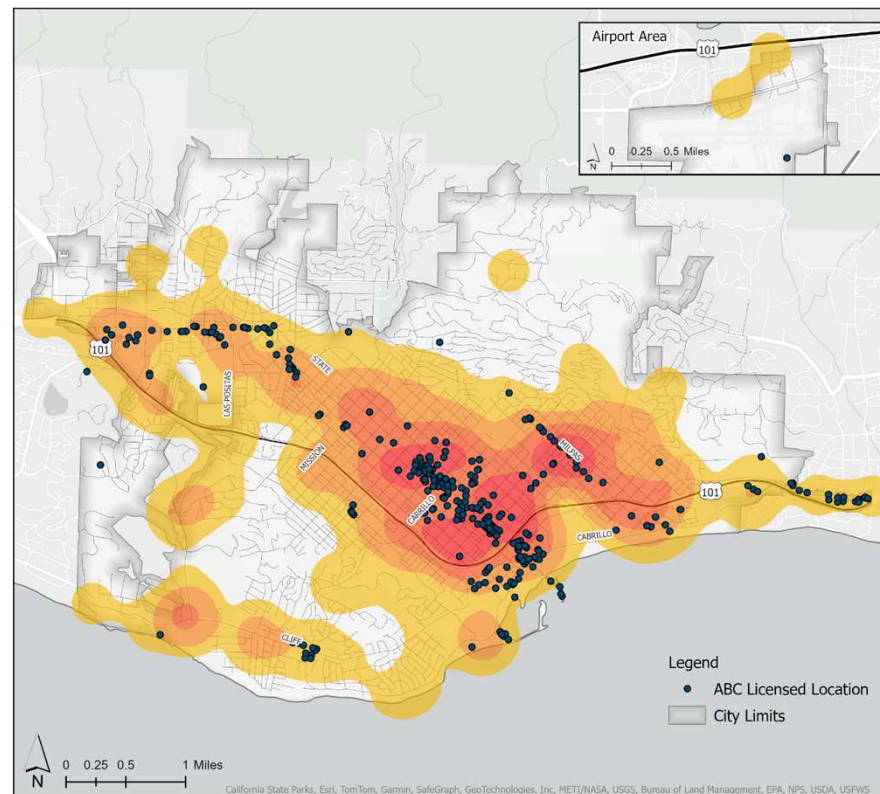 Airport Area
101
0 0.25 0.5 Miles
N
101
STATE
LAS POSITAS
MISSION
MILPAS
CARRILLO
101
CABRILLO
CLIFF
Legend
ABC Licensed Location
City Limits
0 0.25 0.5 1 Miles
N
California State Parks, Esri, TomTom, Garmin, SafeGraph, GeoTechnologies, Inc, METI/NASA, USGS, Bureau of Land Management, EPA, NPS, USDA, USFWS